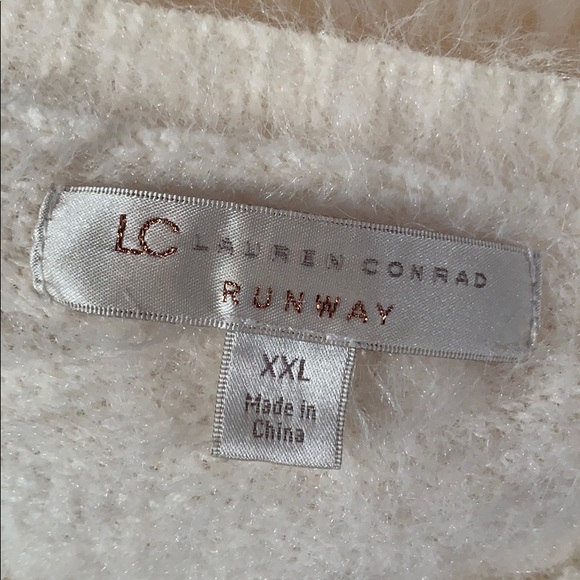 LC LAUREN CONRAD
RUNWAY
XXL
Made in
China